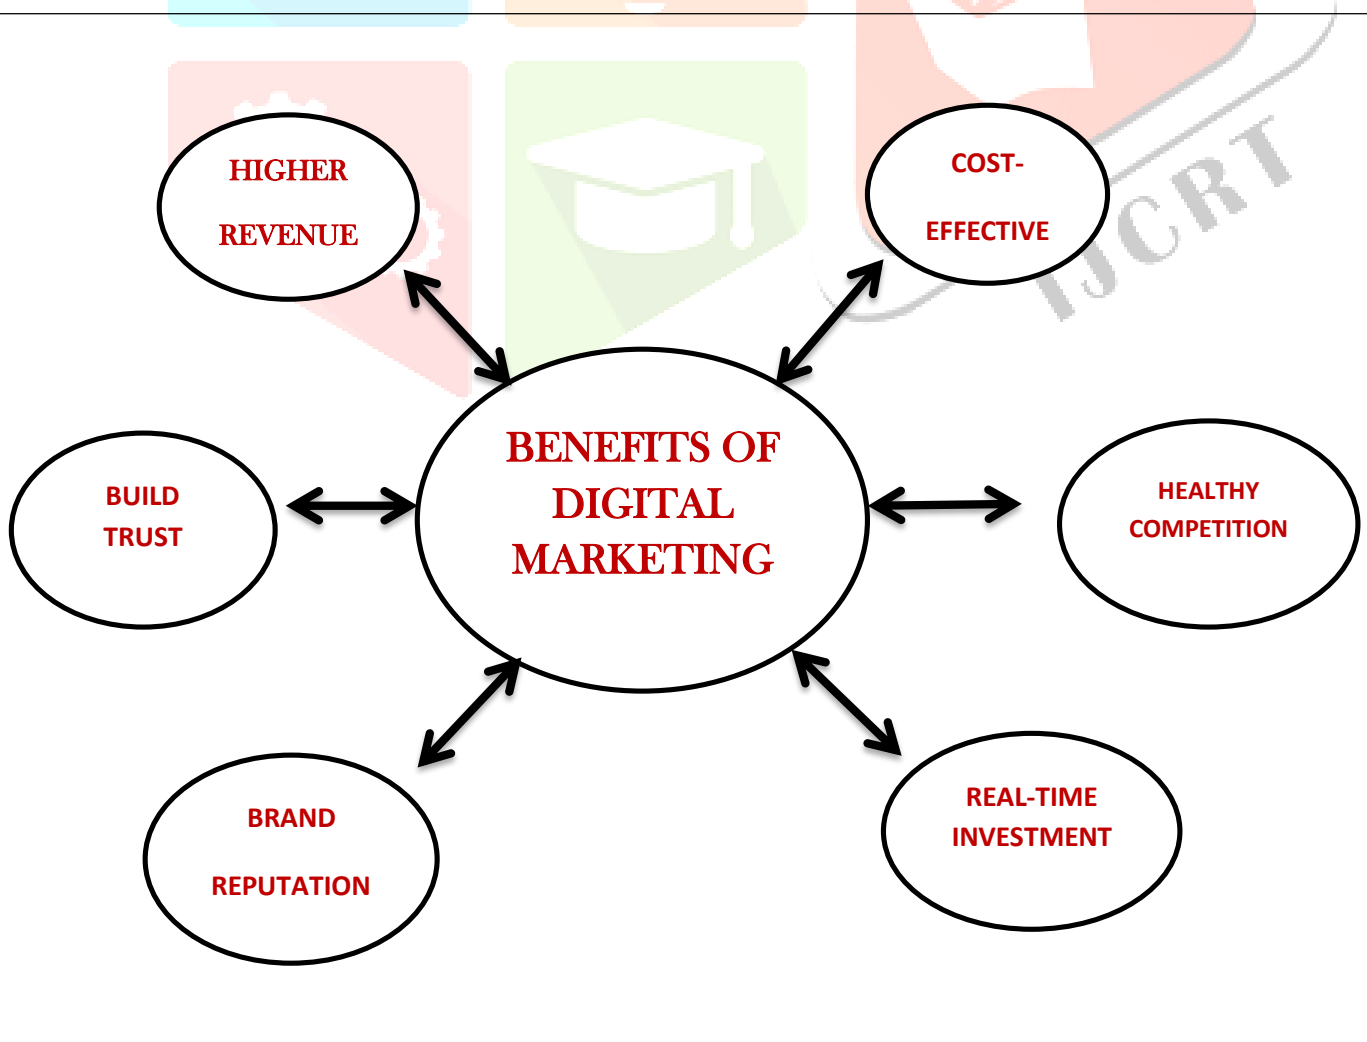 HIGHER
REVENUE
COST-
EFFECTIVE
IJCRT
BENEFITS OF
DIGITAL
MARKETING
BUILD
TRUST
HEALTHY
COMPETITION
BRAND
REPUTATION
REAL-TIME
INVESTMENT